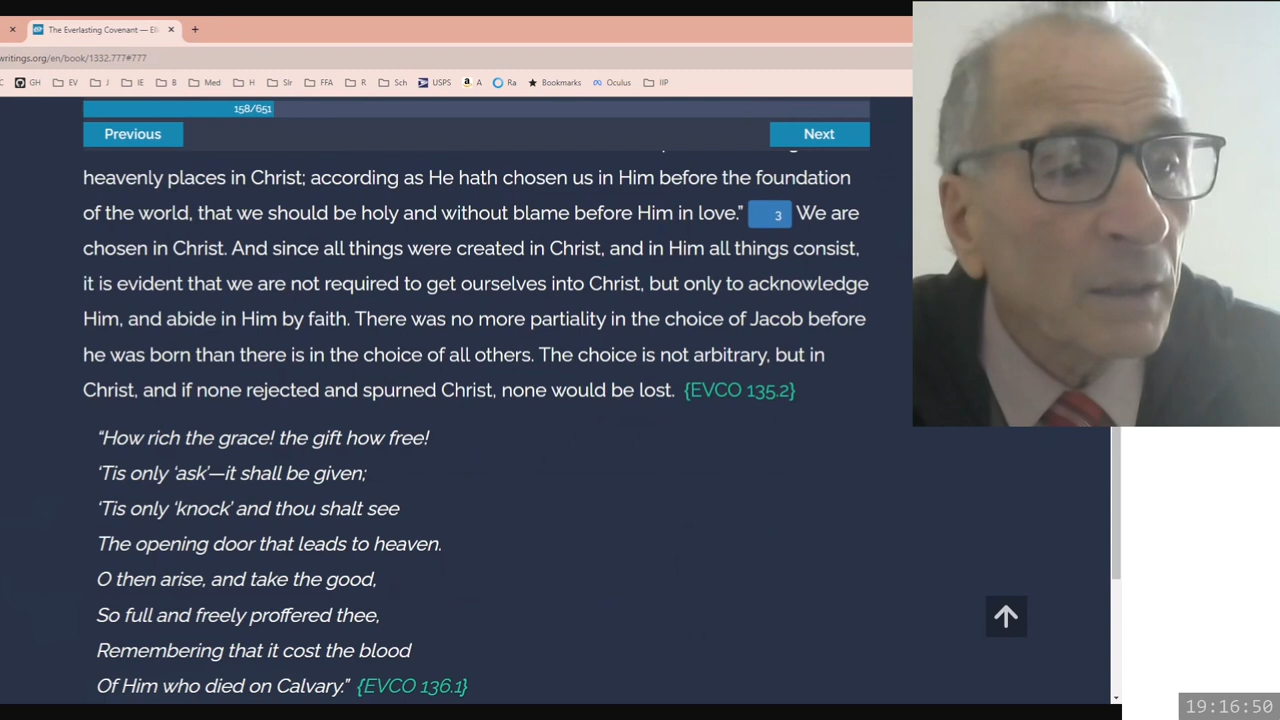 The Everlasting Covenant — Ell
writings.org/en/book/1332.777#777
C GH EV J IE B Med H Slr FFA R Sch USPS A Ra Bookmarks Oculus IIP
158/651
Previous Next
heavenly places in Christ; according as He hath chosen us in Him before the foundation
of the world, that we should be holy and without blame before Him in love.” 3 We are
chosen in Christ. And since all things were created in Christ, and in Him all things consist,
it is evident that we are not required to get ourselves into Christ, but only to acknowledge
Him, and abide in Him by faith. There was no more partiality in the choice of Jacob before
he was born than there is in the choice of all others. The choice is not arbitrary, but in
Christ, and if none rejected and spurned Christ, none would be lost. {EVCO 135.2}
“How rich the grace! the gift how free!
‘Tis only ‘ask’—it shall be given;
‘Tis only ‘knock’ and thou shalt see
The opening door that leads to heaven.
O then arise, and take the good,
So full and freely proffered thee,
Remembering that it cost the blood
Of Him who died on Calvary.” {EVCO 136.1}
19:16:50